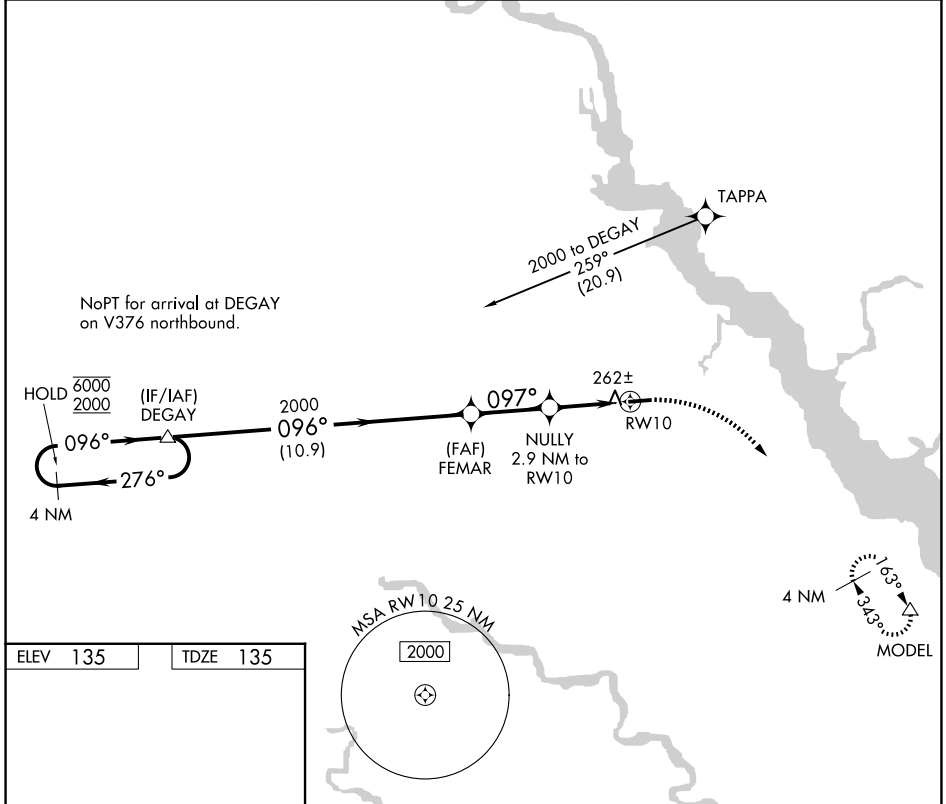 TAPPA
2000 to DEGAY
259°
(20.9)
NoPT for arrival at DEGAY
on V376 northbound.
HOLD 6000
2000
(IF/IAF)
DEGAY
096°
276°
4 NM
2000
096°
(10.9)
(FAF)
FEMAR
097°
NULLY
2.9 NM to
RW10
262±
RW10
4 NM
163°
343°
MODEL
MSA RW10 25 NM
2000
ELEV 135
TDZE 135